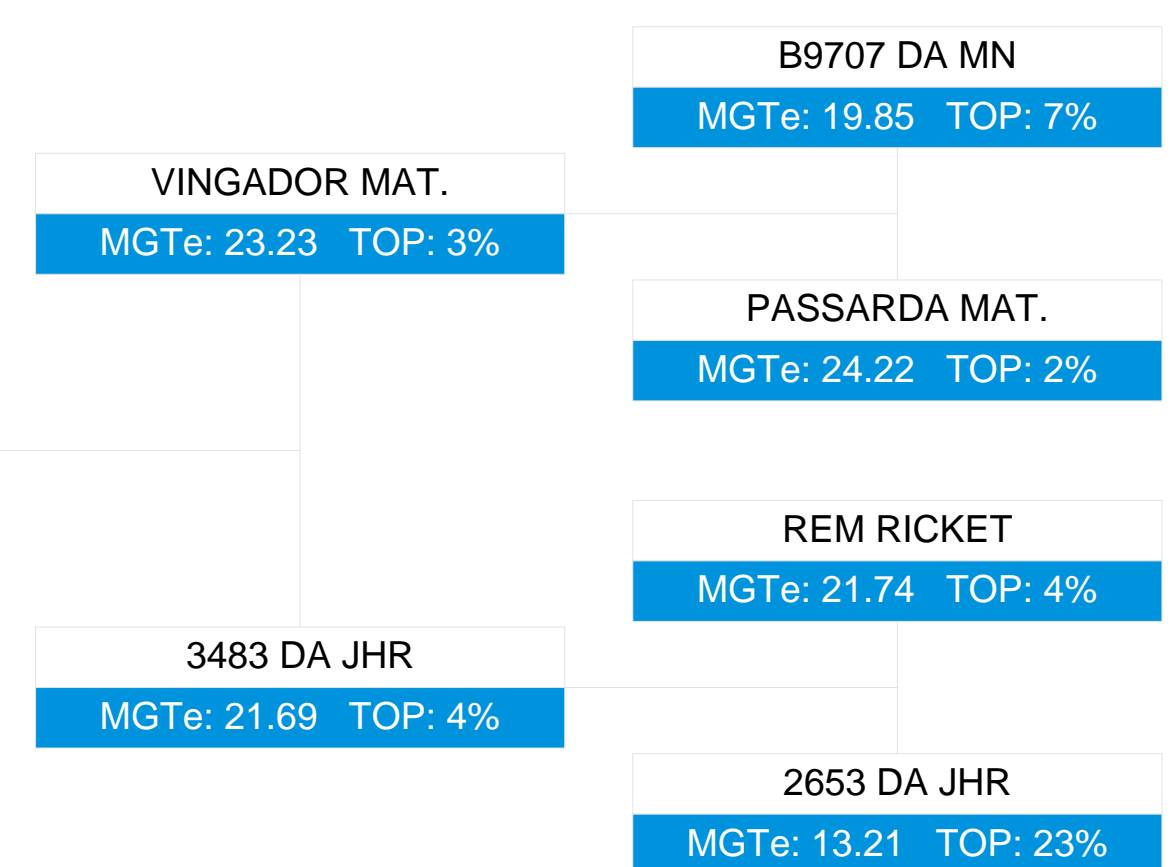 B9707 DA MN
MGTe: 19.85 TOP: 7%
VINGADOR MAT.
MGTe: 23.23 TOP: 3%
PASSARDA MAT.
MGTe: 24.22 TOP: 2%
REM RICKET
MGTe: 21.74 TOP: 4%
3483 DA JHR
MGTe: 21.69 TOP: 4%
2653 DA JHR
MGTe: 13.21 TOP: 23%